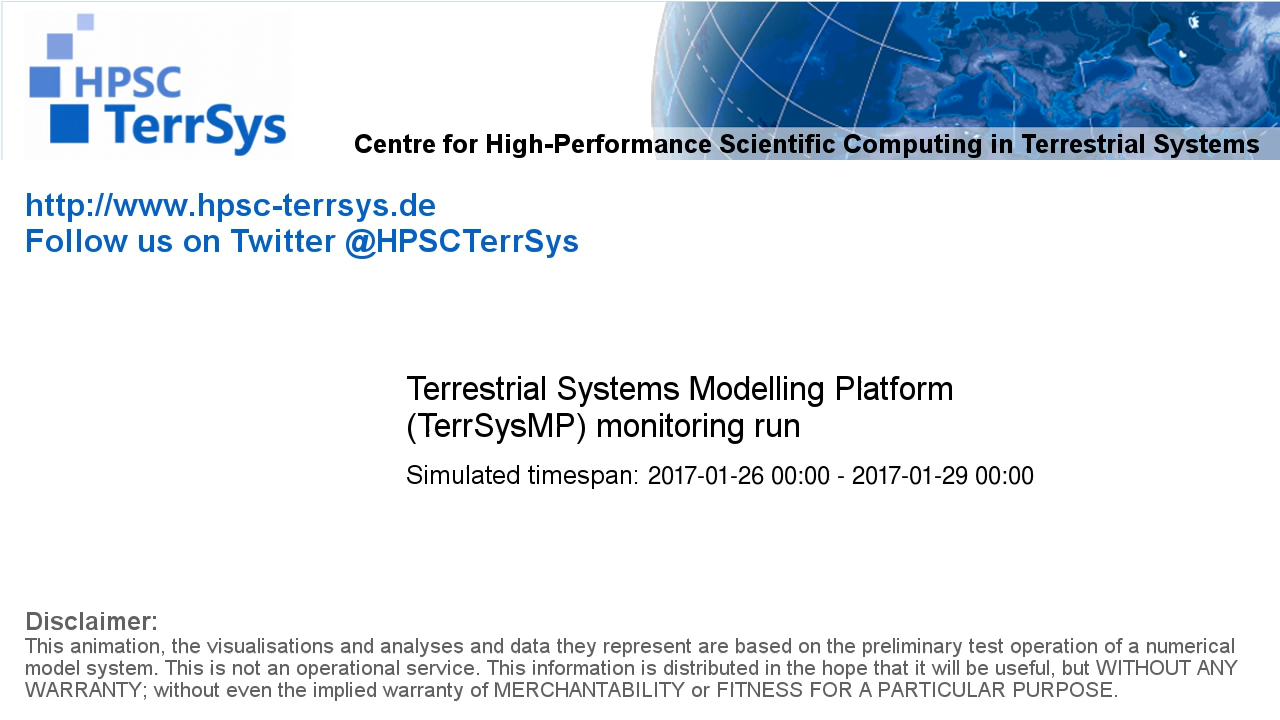 HPSC
TerrSys
Centre for High-Performance Scientific Computing in Terrestrial Systems
http://www.hpsc-terrsys.de
Follow us on Twitter @HPSCTerrSys
Terrestrial Systems Modelling Platform
(TerrSysMP) monitoring run
Simulated timespan: 2017-01-26 00:00 - 2017-01-29 00:00
Disclaimer:
This animation, the visualisations and analyses and data they represent are based on the preliminary test operation of a numerical
model system. This is not an operational service. This information is distributed in the hope that it will be useful, but WITHOUT ANY
WARRANTY; without even the implied warranty of MERCHANTABILITY or FITNESS FOR A PARTICULAR PURPOSE.